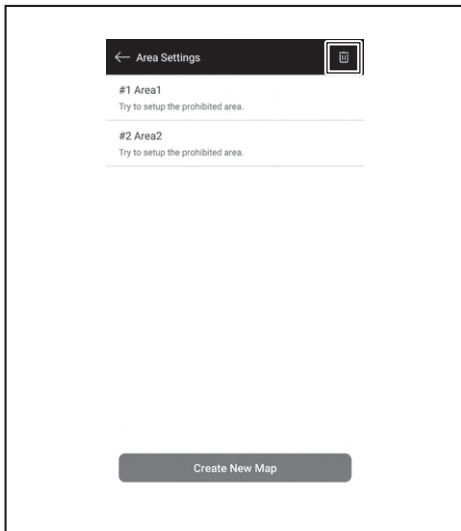 Area Settings
#1 Area1
Try to setup the prohibited area.
#2 Area2
Try to setup the prohibited area.
Create New Map